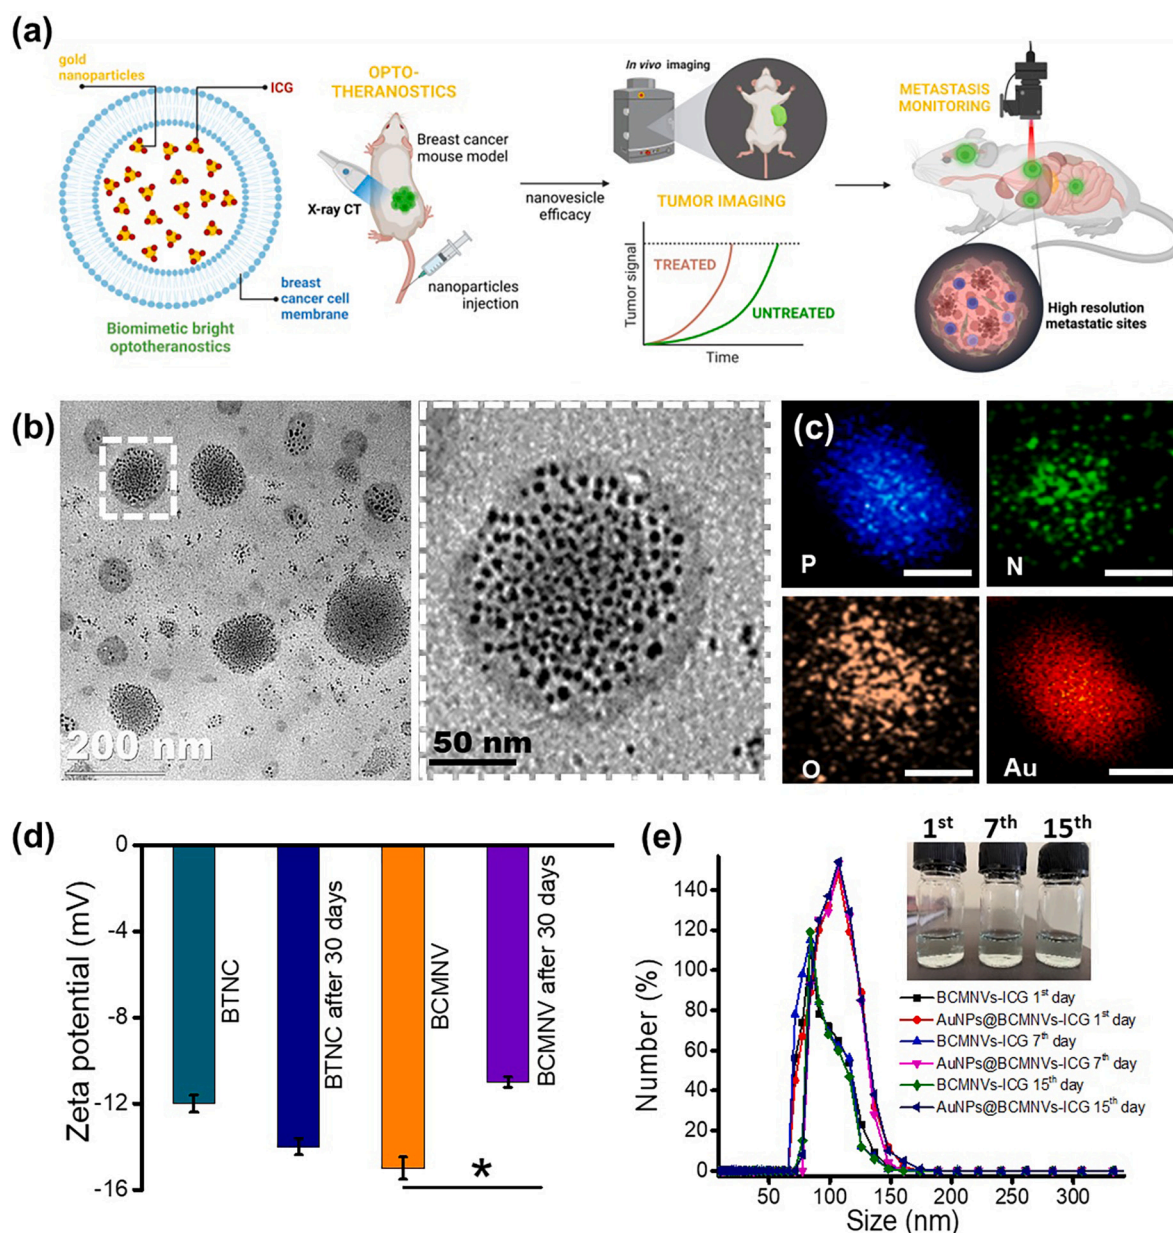 (a)
gold
nanoparticles
ICG
breast
cancer cell
membrane
Biomimetic bright
optotheranostics
OPTO-
THERANOSTICS
Breast cancer
mouse model
X-ray CT
nanoparticles
injection
nanovesicle
efficacy
In vivo imaging
TUMOR IMAGING
Tumor signal
TREATED
UNTREATED
Time
METASTASIS
MONITORING
High resolution
metastatic sites
(b)
200 nm
50 nm
(c)
P
N
O
Au
(d)
Zeta potential (mV)
0
-4
-8
-12
-16
BTNC
BTNC after 30 days
BCMNV
BCMNV after 30 days
*
(e)
1st 7th 15th
Number (%)
140
120
100
80
60
40
20
0
BCMNVs-ICG 1st day
AuNPs@BCMNVs-ICG 1st day
BCMNVs-ICG 7th day
AuNPs@BCMNVs-ICG 7th day
BCMNVs-ICG 15th day
AuNPs@BCMNVs-ICG 15th day
50 100 150 200 250 300
Size (nm)